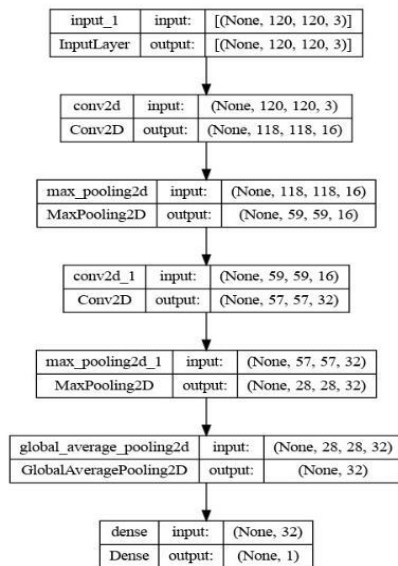 input_1 input: [(None, 120, 120, 3)]
InputLayer output: [(None, 120, 120, 3)]
conv2d input: (None, 120, 120, 3)
Conv2D output: (None, 118, 118, 16)
max_pooling2d input: (None, 118, 118, 16)
MaxPooling2D output: (None, 59, 59, 16)
conv2d_1 input: (None, 59, 59, 16)
Conv2D output: (None, 57, 57, 32)
max_pooling2d_1 input: (None, 57, 57, 32)
MaxPooling2D output: (None, 28, 28, 32)
global_average_pooling2d input: (None, 28, 28, 32)
GlobalAveragePooling2D output: (None, 32)
dense input: (None, 32)
Dense output: (None, 1)